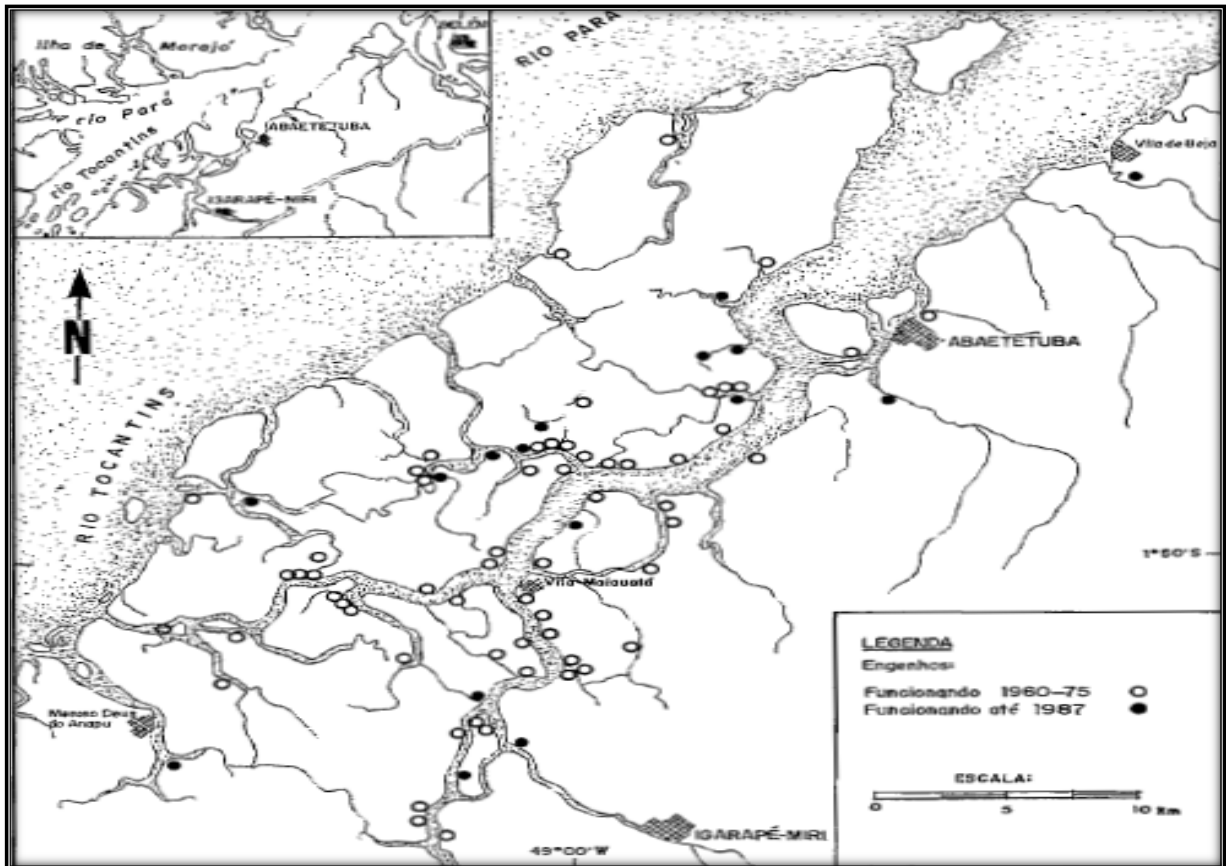 Ilha de Marajó
rio Pará
rio Tocantins
ABAETETUBA
IGARAPÉ-MIRI
BELÉM
RIO PARÁ
Vila de Beja
N
ABAETETUBA
RIO TOCANTINS
1°50'S
Vila Maiauatá
LEGENDA
Engenhos:
Funcionando 1960-75
Funcionando até 1987
Menino Deus
do Anapu
ESCALA:
0 5 10 Km
IGARAPÉ-MIRI
49°00'W